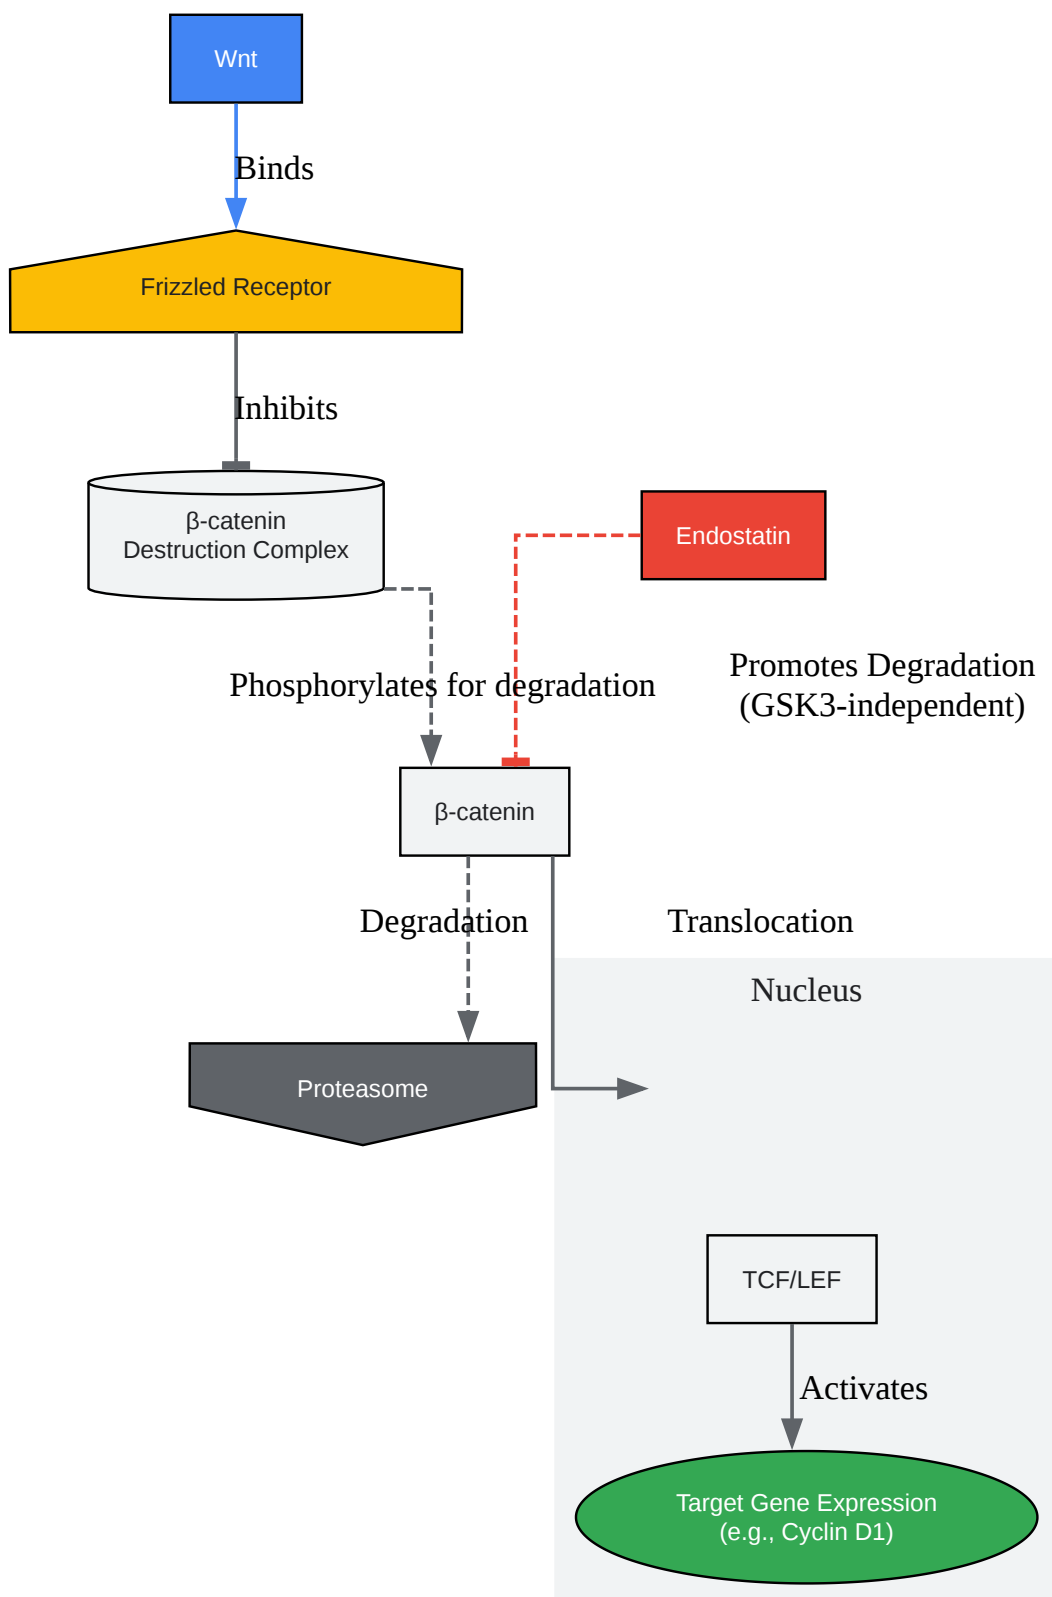 Wnt
Binds
Frizzled Receptor
Inhibits
β-catenin
Destruction Complex
Endostatin
Phosphorylates for degradation
Promotes Degradation
(GSK3-independent)
β-catenin
Degradation
Translocation
Nucleus
Proteasome
TCF/LEF
Activates
Target Gene Expression
(e.g., Cyclin D1)